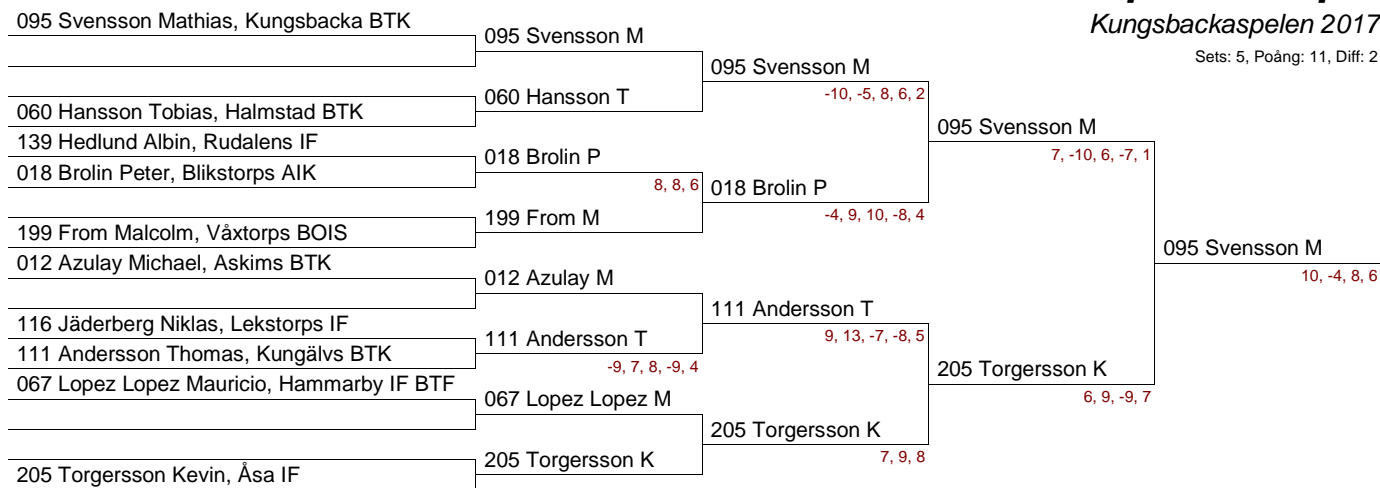 Kungsbackaspelen 2017
Sets: 5, Poång: 11, Diff: 2
095 Svensson Mathias, Kungsbacka BTK
060 Hansson Tobias, Halmstad BTK
139 Hedlund Albin, Rudalens IF
018 Brolin Peter, Blikstorps AIK
199 From Malcolm, Våxtorps BOIS
012 Azulay Michael, Askims BTK
116 Jäderberg Niklas, Lekstorps IF
111 Andersson Thomas, Kungälvs BTK
067 Lopez Lopez Mauricio, Hammarby IF BTF
205 Torgersson Kevin, Åsa IF
095 Svensson M
060 Hansson T
018 Brolin P
8, 8, 6
199 From M
012 Azulay M
111 Andersson T
-9, 7, 8, -9, 4
067 Lopez Lopez M
205 Torgersson K
095 Svensson M
-10, -5, 8, 6, 2
018 Brolin P
-4, 9, 10, -8, 4
111 Andersson T
9, 13, -7, -8, 5
205 Torgersson K
7, 9, 8
095 Svensson M
7, -10, 6, -7, 1
205 Torgersson K
6, 9, -9, 7
095 Svensson M
10, -4, 8, 6